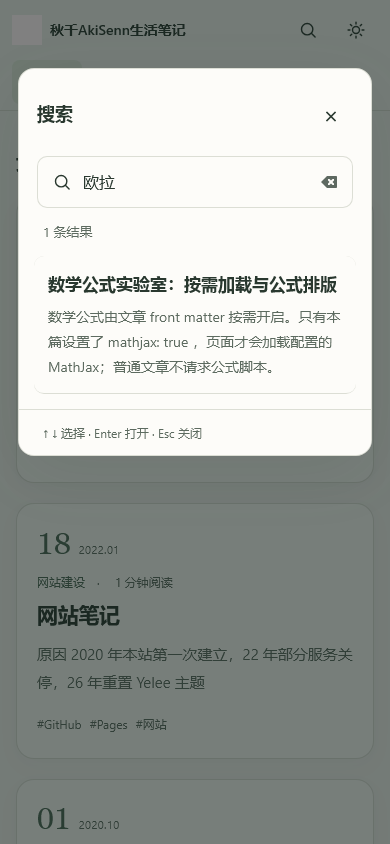 秋千AkiSenn生活笔记
搜索
欧拉
1 条结果
数学公式实验室：按需加载与公式排版
数学公式由文章 front matter 按需开启。只有本
篇设置了 mathjax: true ，页面才会加载配置的
MathJax；普通文章不请求公式脚本。
↑↓选择 · Enter 打开 · Esc 关闭
18 2022.01
网站建设 · 1 分钟阅读
网站笔记
原因 2020 年本站第一次建立，22 年部分服务关
停，26 年重置 Yelee 主题
#GitHub #Pages #网站
01 2020.10